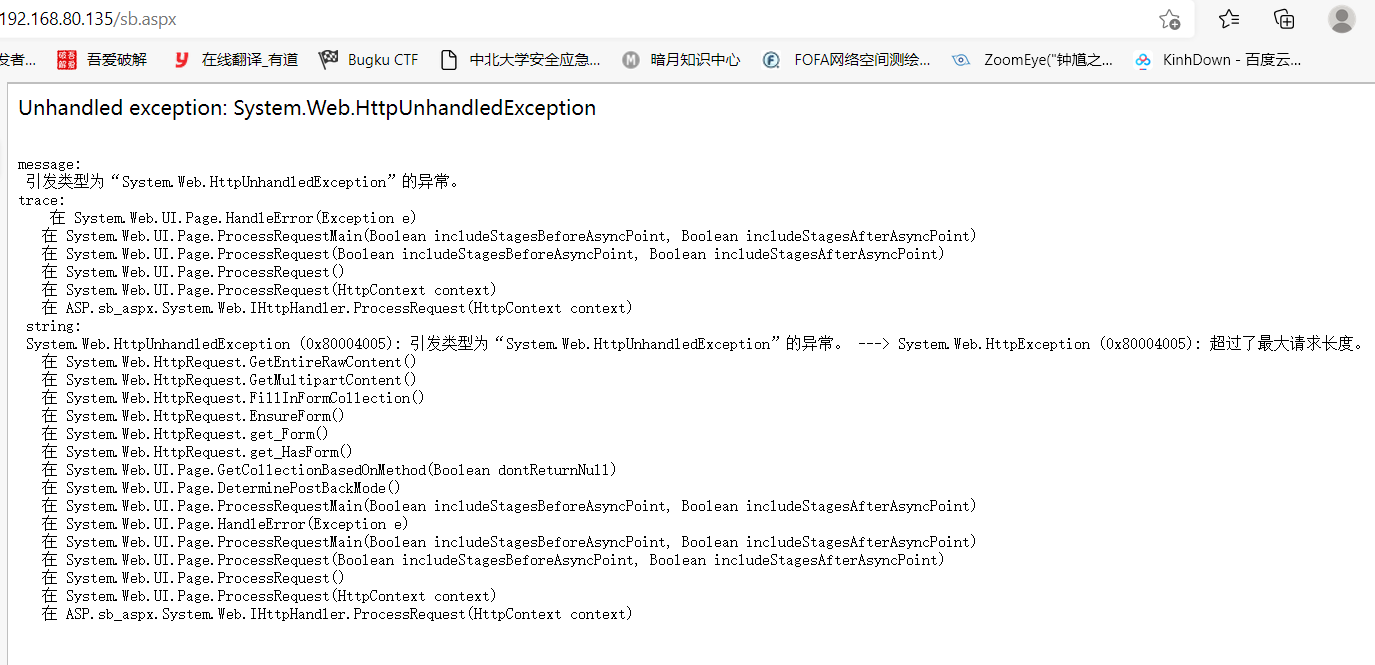 192.168.80.135/sb.aspx
发者... 吾爱破解 在线翻译_有道 Bugku CTF 中北大学安全应急... 暗月知识中心 FOFA网络空间测绘... ZoomEye("钟馗之... KinhDown - 百度云...
Unhandled exception: System.Web.HttpUnhandledException
message:
引发类型为“System.Web.HttpUnhandledException”的异常。
trace:
在 System.Web.UI.Page.HandleError(Exception e)
在 System.Web.UI.Page.ProcessRequestMain(Boolean includeStagesBeforeAsyncPoint, Boolean includeStagesAfterAsyncPoint)
在 System.Web.UI.Page.ProcessRequest(Boolean includeStagesBeforeAsyncPoint, Boolean includeStagesAfterAsyncPoint)
在 System.Web.UI.Page.ProcessRequest()
在 System.Web.UI.Page.ProcessRequest(HttpContext context)
在 ASP.sb_aspx.System.Web.IHttpHandler.ProcessRequest(HttpContext context)
string:
System.Web.HttpUnhandledException (0x80004005): 引发类型为“System.Web.HttpUnhandledException”的异常。 ---> System.Web.HttpException (0x80004005): 超过了最大请求长度。
在 System.Web.HttpRequest.GetEntireRawContent()
在 System.Web.HttpRequest.GetMultipartContent()
在 System.Web.HttpRequest.FillInFormCollection()
在 System.Web.HttpRequest.EnsureForm()
在 System.Web.HttpRequest.get_Form()
在 System.Web.HttpRequest.get_HasForm()
在 System.Web.UI.Page.GetCollectionBasedOnMethod(Boolean dontReturnNull)
在 System.Web.UI.Page.DeterminePostBackMode()
在 System.Web.UI.Page.ProcessRequestMain(Boolean includeStagesBeforeAsyncPoint, Boolean includeStagesAfterAsyncPoint)
在 System.Web.UI.Page.HandleError(Exception e)
在 System.Web.UI.Page.ProcessRequestMain(Boolean includeStagesBeforeAsyncPoint, Boolean includeStagesAfterAsyncPoint)
在 System.Web.UI.Page.ProcessRequest(Boolean includeStagesBeforeAsyncPoint, Boolean includeStagesAfterAsyncPoint)
在 System.Web.UI.Page.ProcessRequest()
在 System.Web.UI.Page.ProcessRequest(HttpContext context)
在 ASP.sb_aspx.System.Web.IHttpHandler.ProcessRequest(HttpContext context)